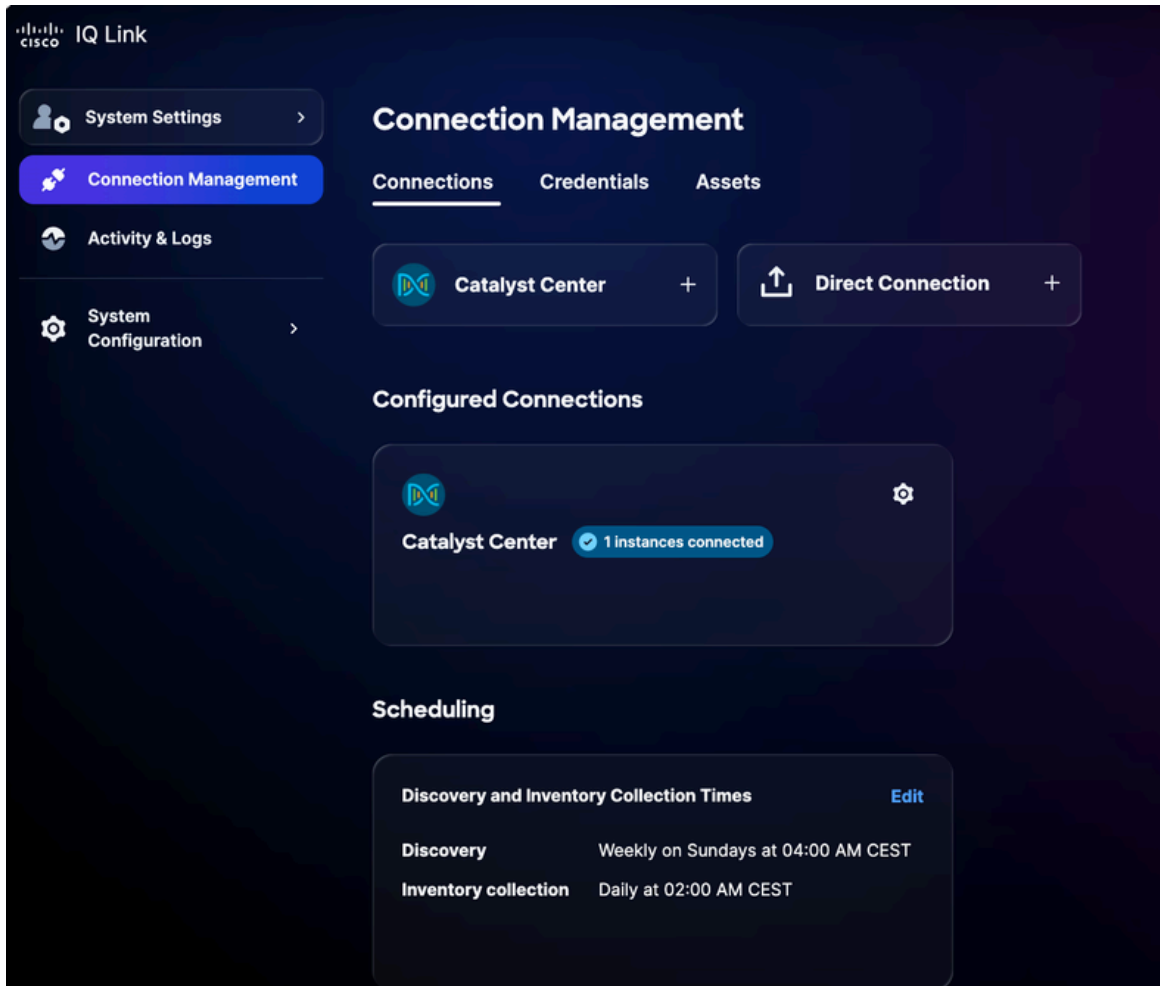 CISCO IQ Link
System Settings
Connection Management
Activity & Logs
System
Configuration
Connection Management
Connections Credentials Assets
Catalyst Center + Direct Connection +
Configured Connections
Catalyst Center 1 instances connected
Scheduling
Discovery and Inventory Collection Times Edit
Discovery Weekly on Sundays at 04:00 AM CEST
Inventory collection Daily at 02:00 AM CEST